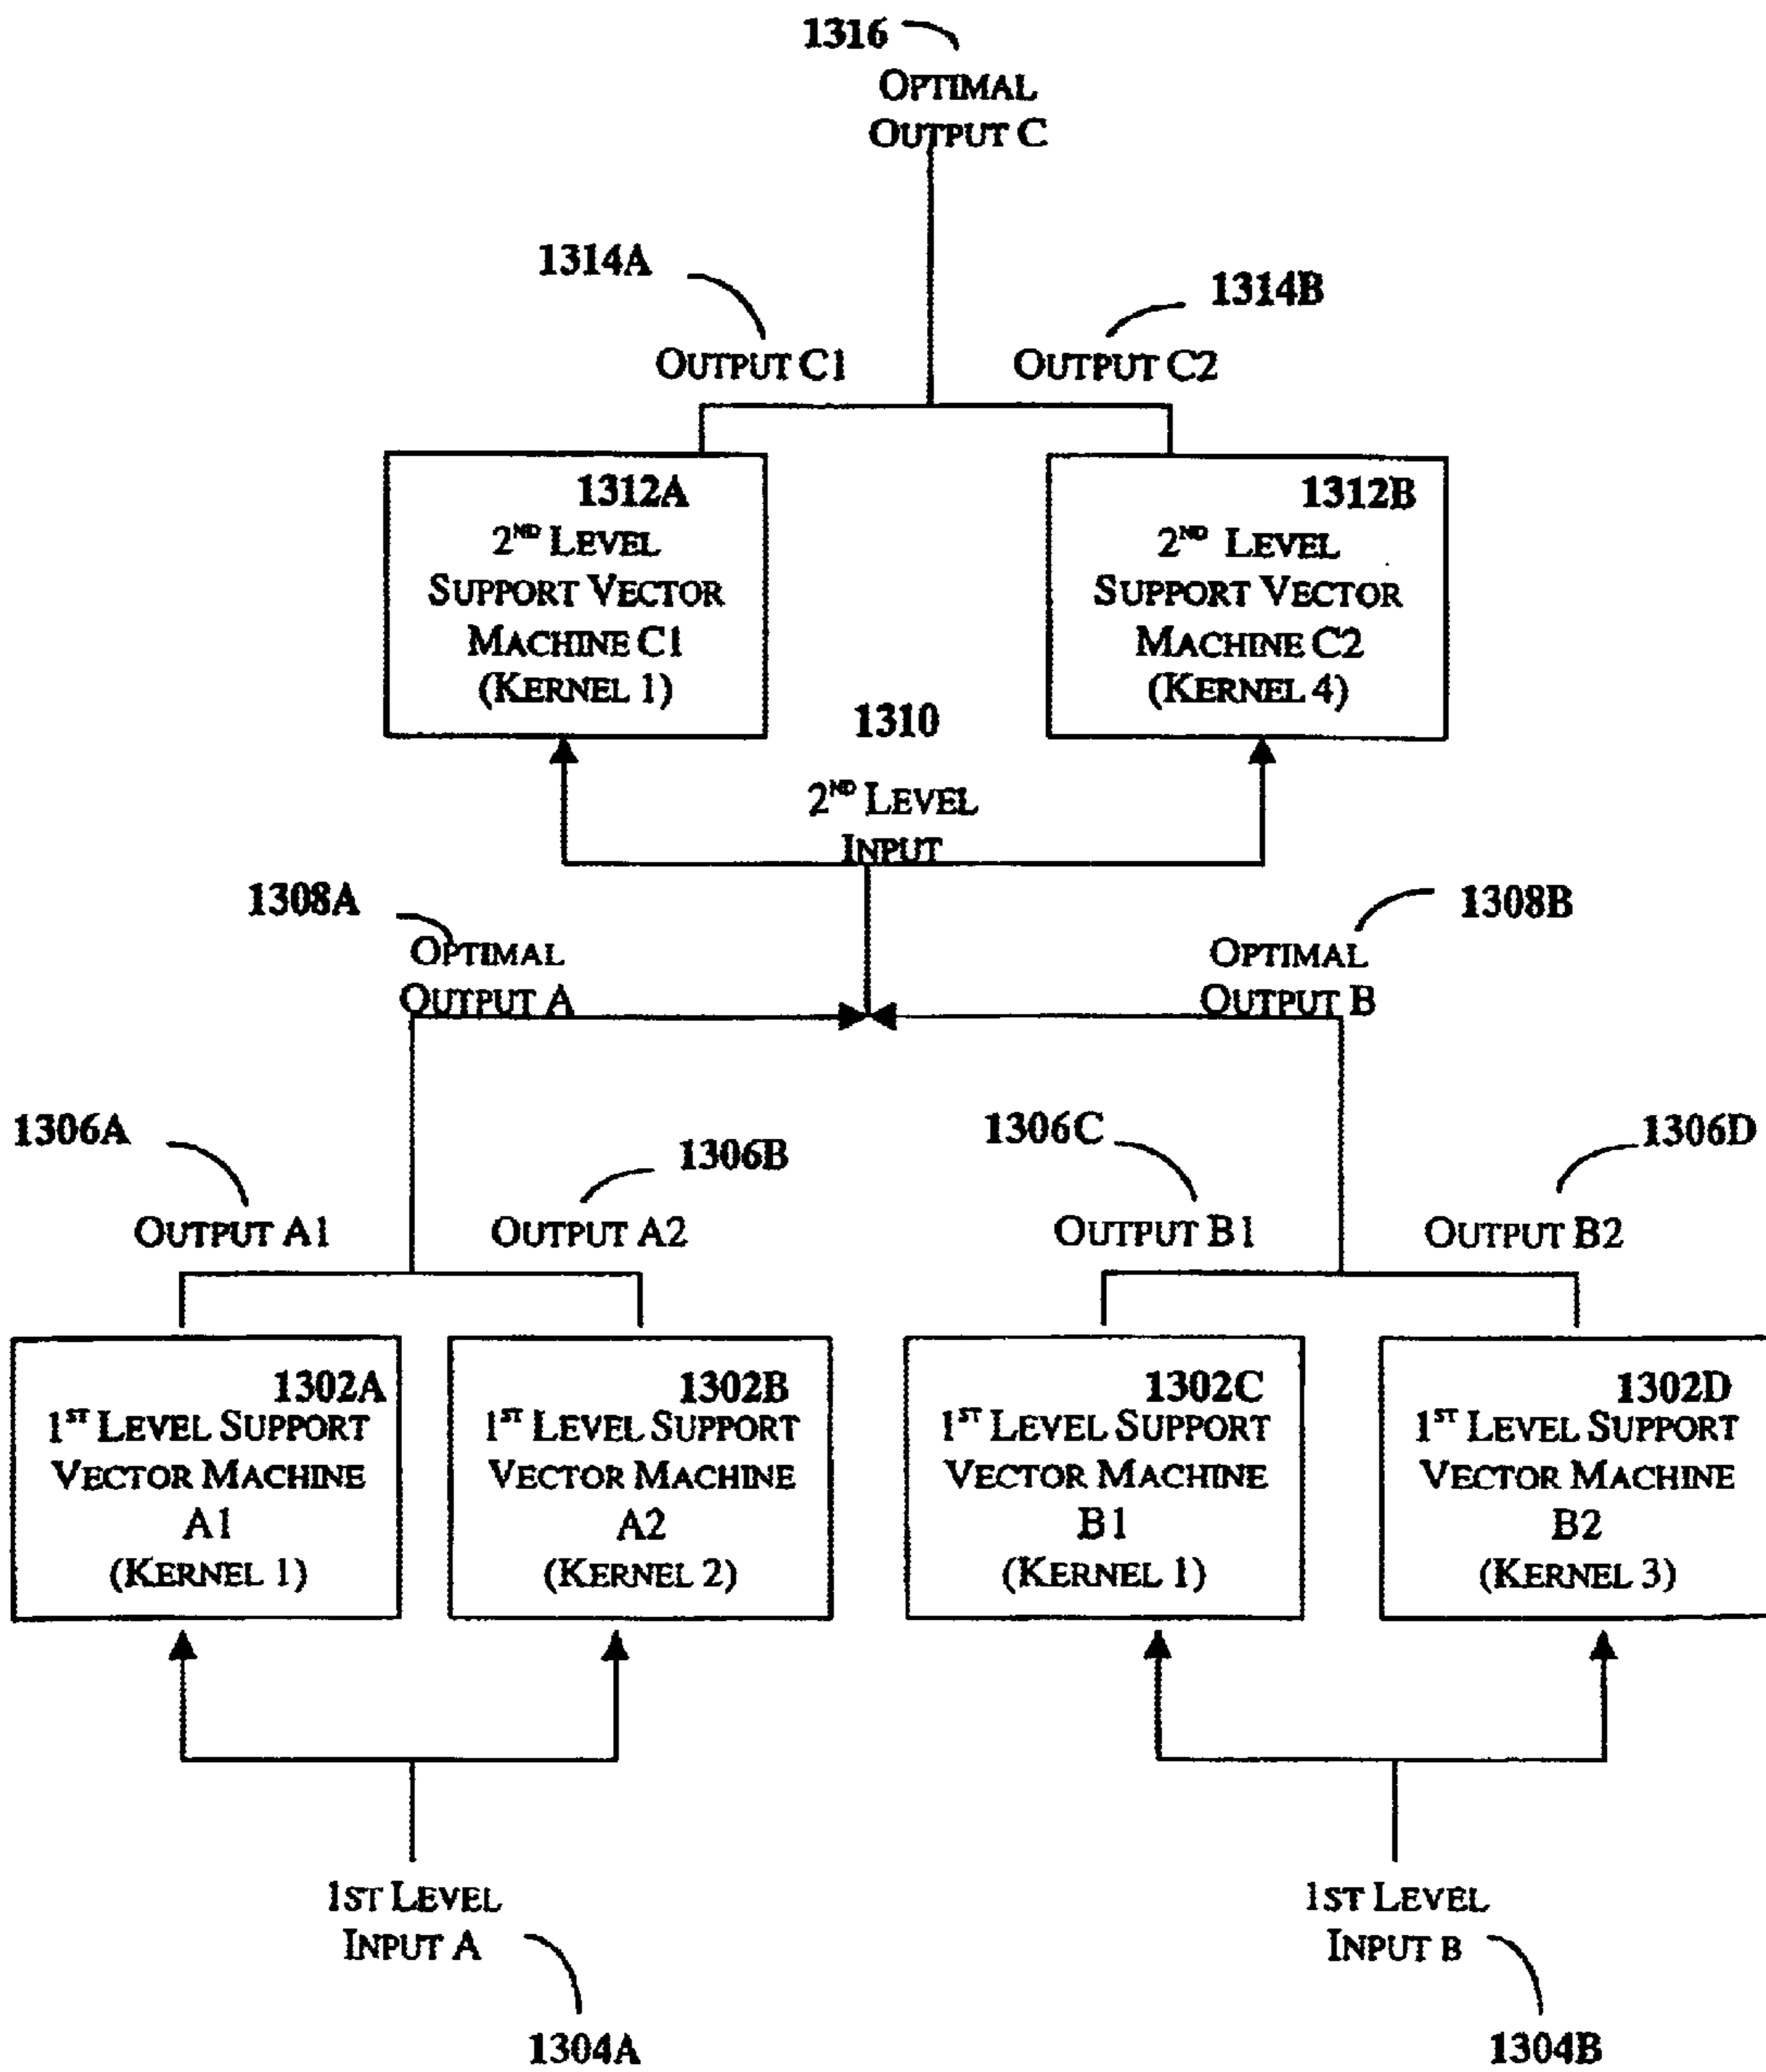 1316
OPTIMAL
OUTPUT C
1314A
1314B
OUTPUT C1
OUTPUT C2
1312A
2ND LEVEL
SUPPORT VECTOR
MACHINE C1
(KERNEL 1)
1312B
2ND LEVEL
SUPPORT VECTOR
MACHINE C2
(KERNEL 4)
1310
2ND LEVEL
INPUT
1308A
OPTIMAL
OUTPUT A
1308B
OPTIMAL
OUTPUT B
1306A
1306B
1306C
1306D
OUTPUT A1
OUTPUT A2
OUTPUT B1
OUTPUT B2
1302A
1ST LEVEL SUPPORT
VECTOR MACHINE
A1
(KERNEL 1)
1302B
1ST LEVEL SUPPORT
VECTOR MACHINE
A2
(KERNEL 2)
1302C
1ST LEVEL SUPPORT
VECTOR MACHINE
B1
(KERNEL 1)
1302D
1ST LEVEL SUPPORT
VECTOR MACHINE
B2
(KERNEL 3)
1ST LEVEL
INPUT A
1304A
1ST LEVEL
INPUT B
1304B